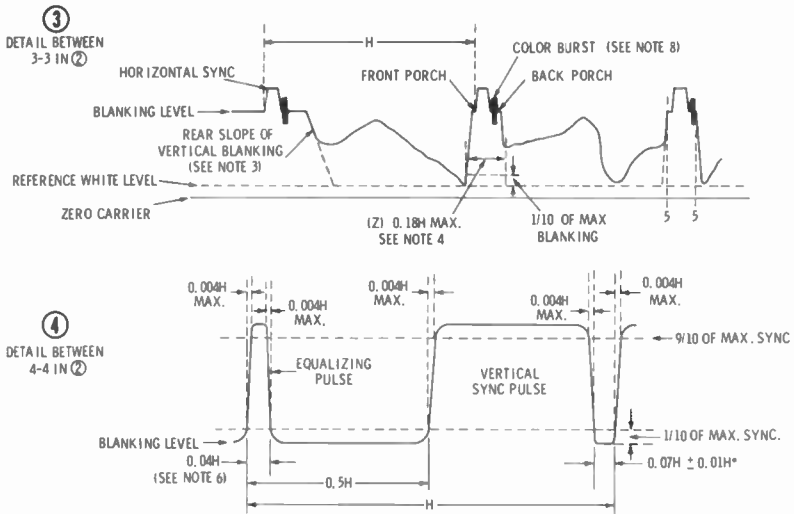 ③
DETAIL BETWEEN
3-3 IN ②
H
COLOR BURST (SEE NOTE 8)
HORIZONTAL SYNC
FRONT PORCH
BACK PORCH
BLANKING LEVEL
REAR SLOPE OF
VERTICAL BLANKING
(SEE NOTE 3)
REFERENCE WHITE LEVEL
ZERO CARRIER
(Z) 0.18H MAX.
SEE NOTE 4
1/10 OF MAX
BLANKING
5 5
④
DETAIL BETWEEN
4-4 IN ②
0.004H
MAX.
0.004H
MAX.
0.004H
MAX.
0.004H
MAX.
0.004H
MAX.
9/10 OF MAX. SYNC
EQUALIZING
PULSE
VERTICAL
SYNC PULSE
BLANKING LEVEL
1/10 OF MAX. SYNC.
0.04H
(SEE NOTE 6)
0.5H
0.07H ± 0.01H*
H